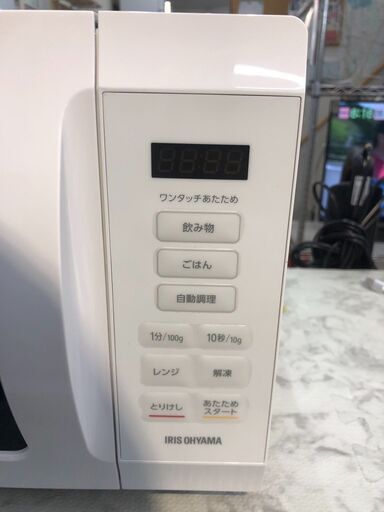 ワンタッチあたため
飲み物
ごはん
自動調理
1分/100g
10秒/10g
レンジ
解凍
とりけし
あたため
スタート
IRIS OHYAMA